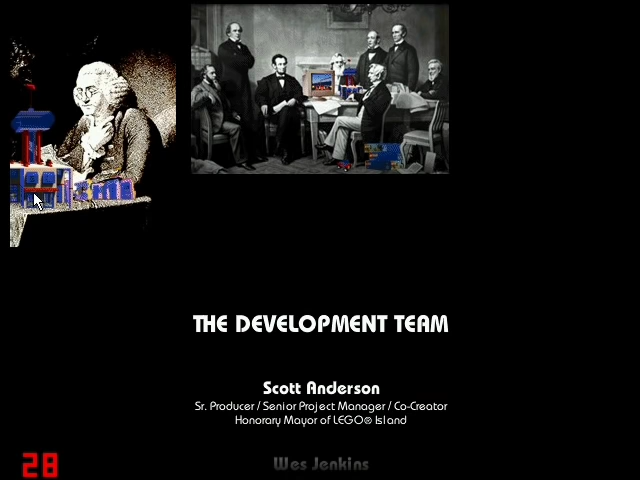 THE DEVELOPMENT TEAM
Scott Anderson
Sr. Producer / Senior Project Manager / Co-Creator
Honorary Mayor of LEGO® Island
28
Wes Jenkins